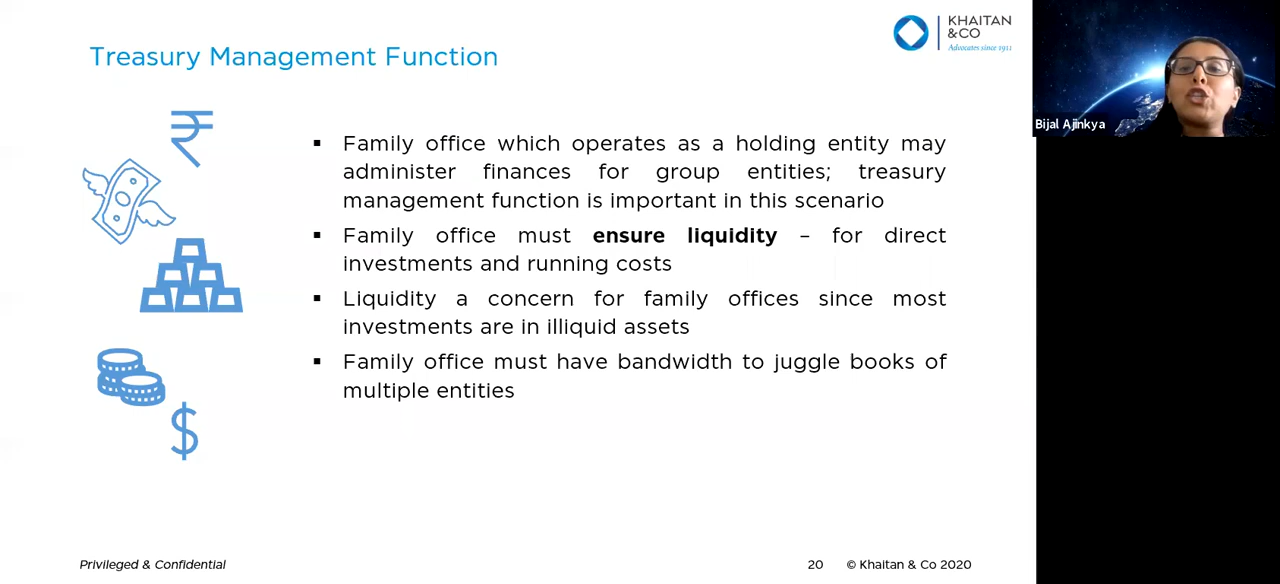 Treasury Management Function
KHAITAN
&CO
Advocates since 1911
Bijal Ajinkya
▪ Family office which operates as a holding entity may
administer finances for group entities; treasury
management function is important in this scenario
▪ Family office must ensure liquidity – for direct
investments and running costs
▪ Liquidity a concern for family offices since most
investments are in illiquid assets
▪ Family office must have bandwidth to juggle books of
multiple entities
₹
$
Privileged & Confidential
20 © Khaitan & Co 2020